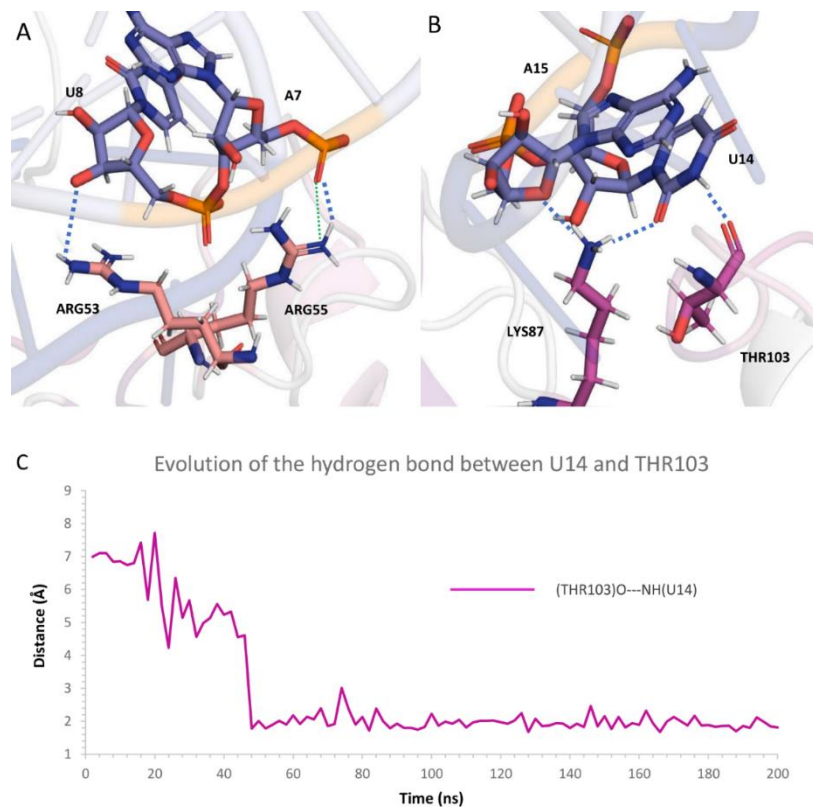 A
U8
A7
ARG53
ARG55
B
A15
U14
LYS87
THR103
C
Evolution of the hydrogen bond between U14 and THR103
9
8
7
6
5
4
3
2
1
Distance (Å)
(THR103)O---NH(U14)
0 20 40 60 80 100 120 140 160 180 200
Time (ns)